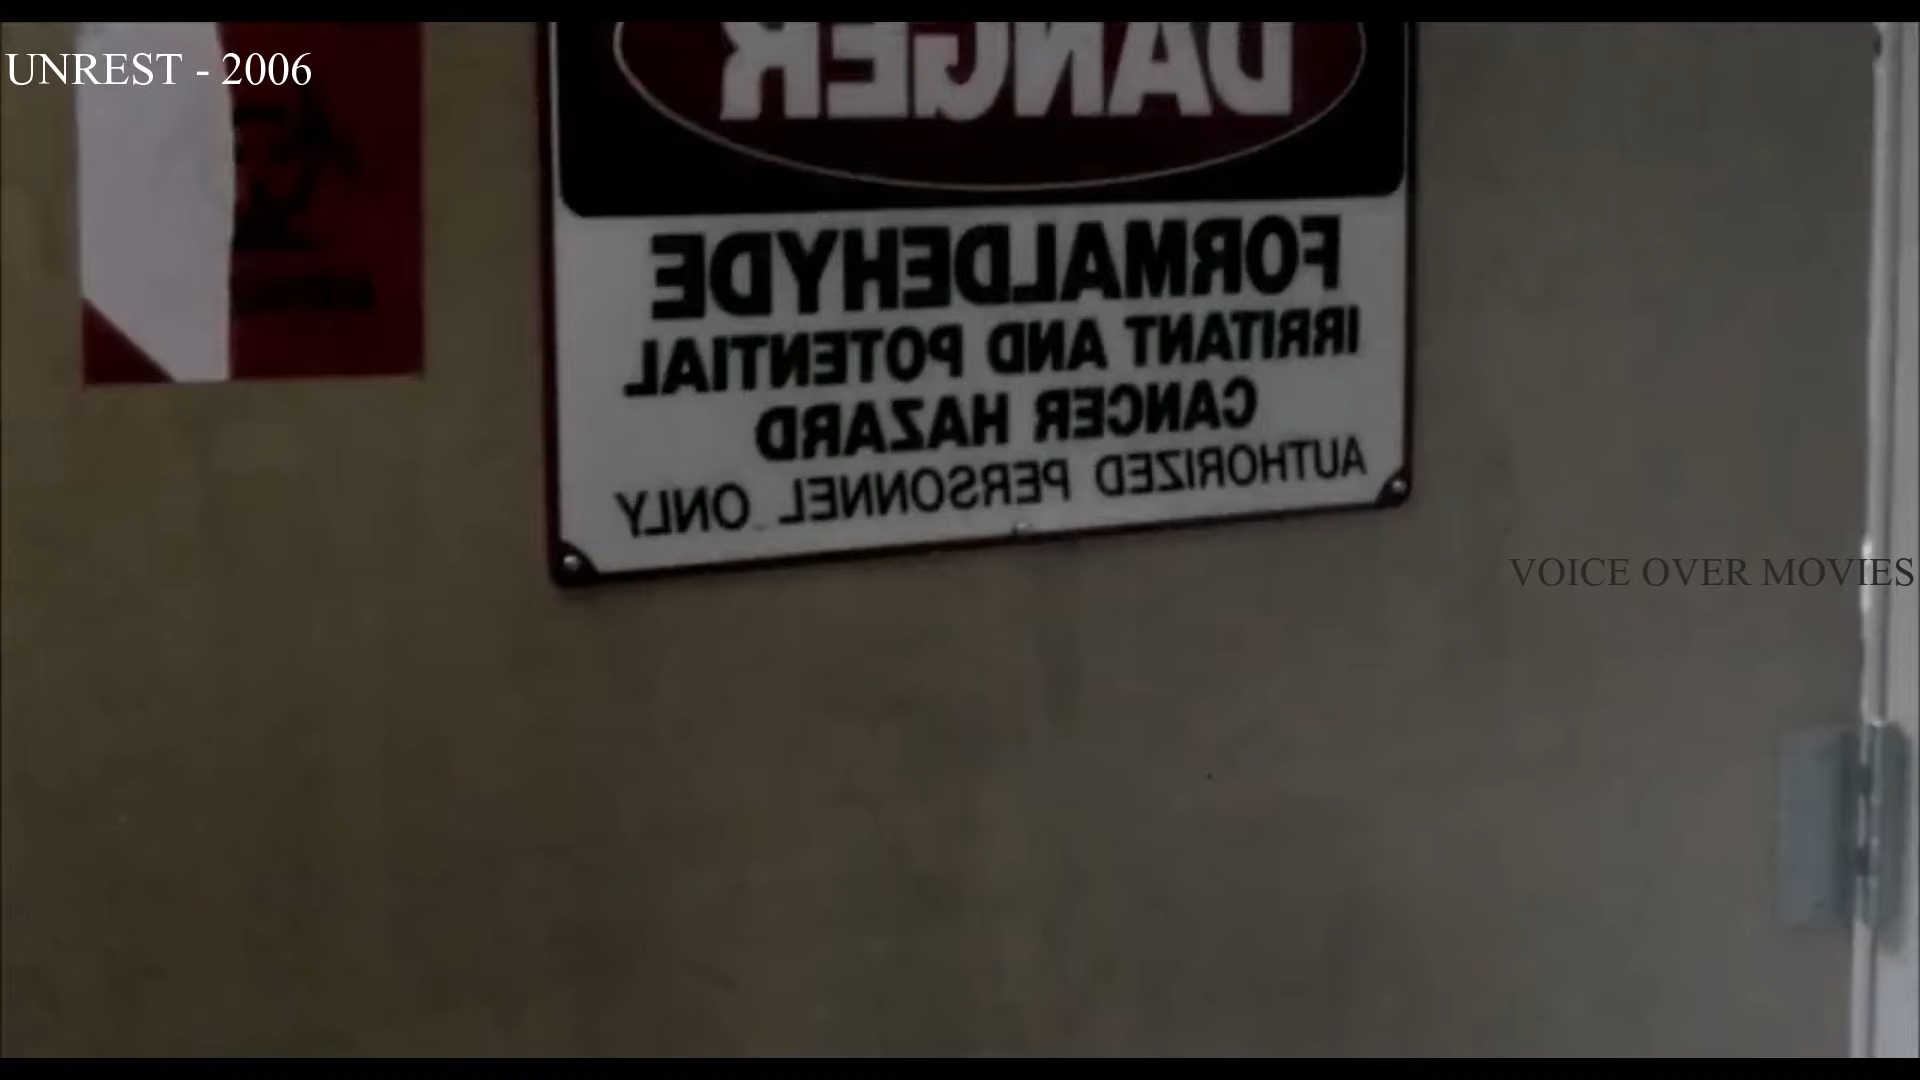 UNREST - 2006
DANGER
FORMALDEHYDE
IRRITANT AND POTENTIAL
CANCER HAZARD
AUTHORIZED PERSONNEL ONLY
VOICE OVER MOVIES